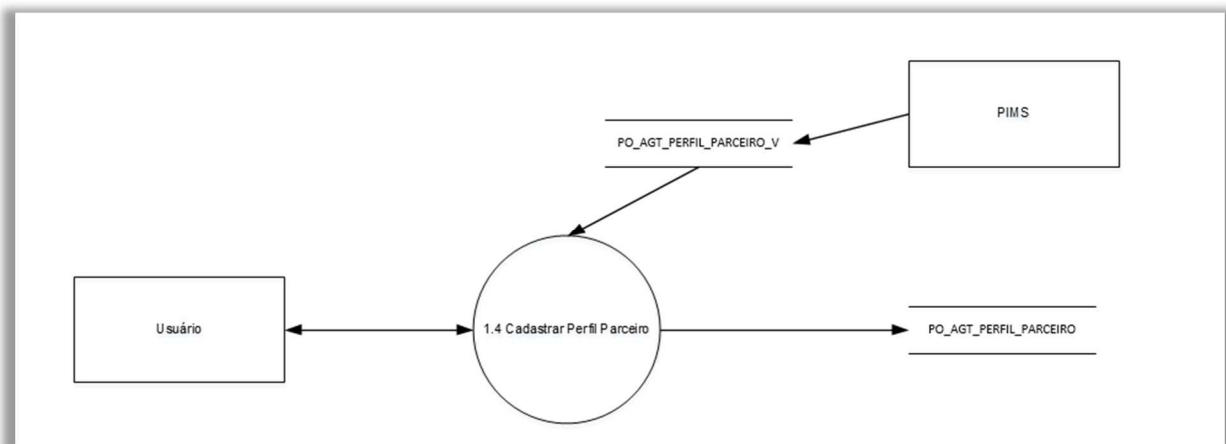 PIMS
PO_AGT_PERFIL_PARCEIRO_V
Usuário
1.4 Cadastrar Perfil Parceiro
PO_AGT_PERFIL_PARCEIRO